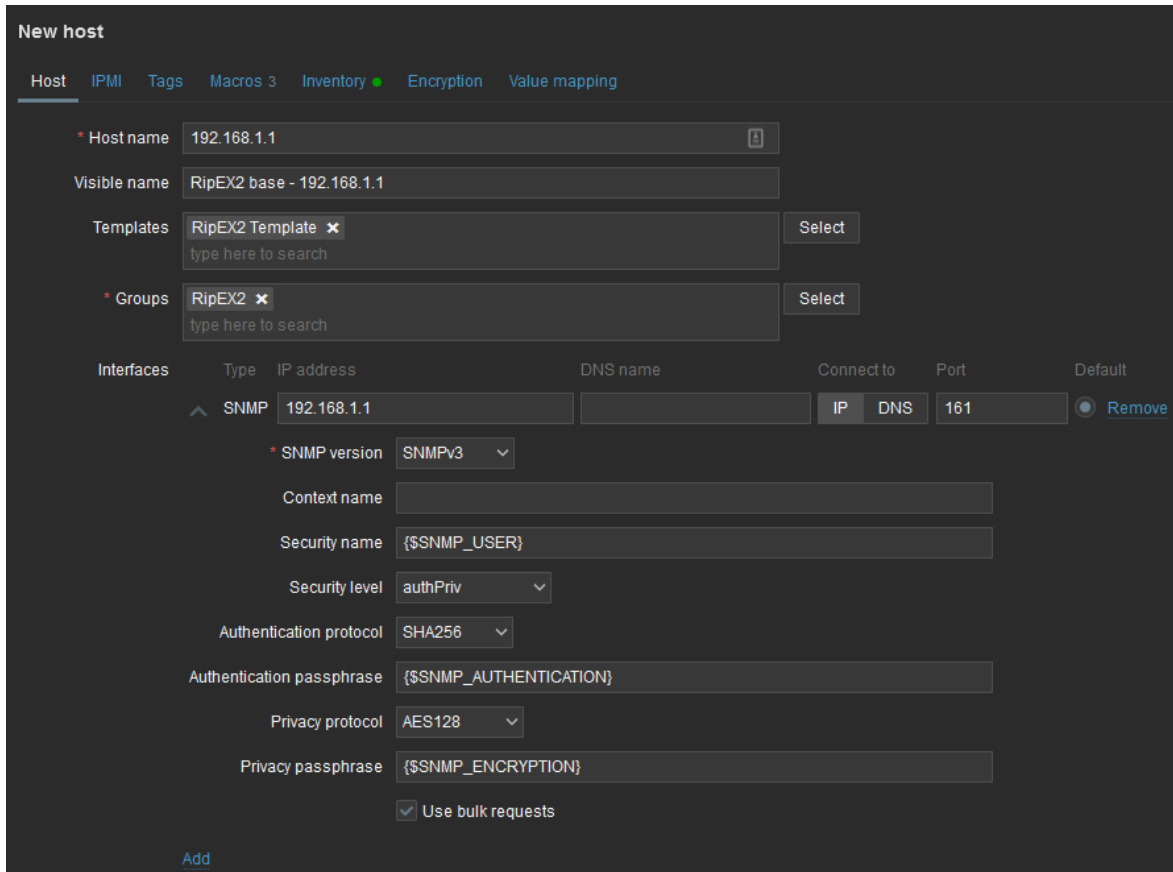 New host
Host IPMI Tags Macros 3 Inventory Encryption Value mapping
* Host name 192.168.1.1
Visible name RipEX2 base - 192.168.1.1
Templates RipEX2 Template Select
type here to search
* Groups RipEX2 Select
type here to search
Interfaces Type IP address DNS name Connect to Port Default
SNMP 192.168.1.1 IP DNS 161 Remove
* SNMP version SNMPv3
Context name
Security name {$SNMP_USER}
Security level authPriv
Authentication protocol SHA256
Authentication passphrase {$SNMP_AUTHENTICATION}
Privacy protocol AES128
Privacy passphrase {$SNMP_ENCRYPTION}
Use bulk requests
Add